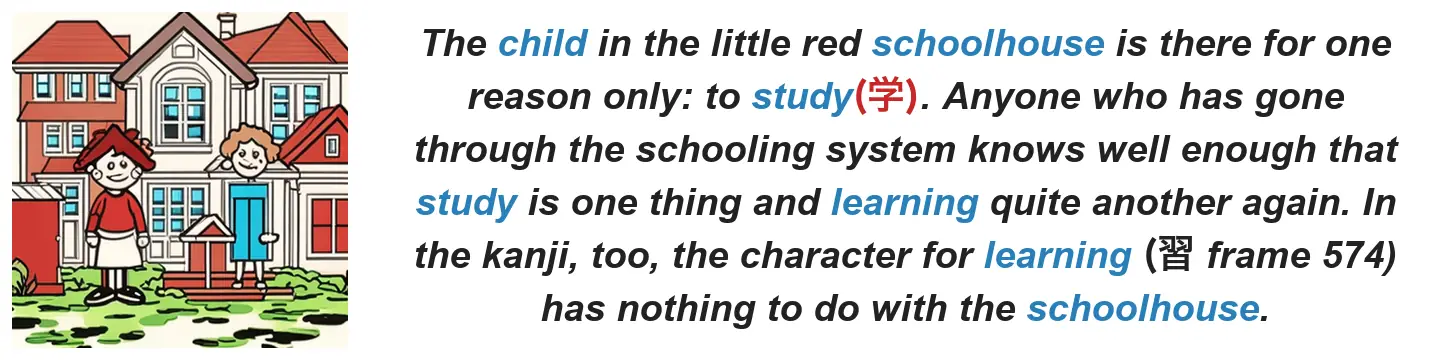 The child in the little red schoolhouse is there for one
reason only: to study(学). Anyone who has gone
through the schooling system knows well enough that
study is one thing and learning quite another again. In
the kanji, too, the character for learning (習 frame 574)
has nothing to do with the schoolhouse.